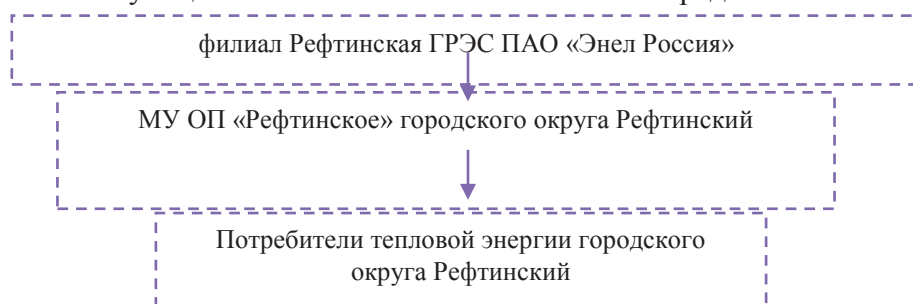 филиал Рефтинская ГРЭС ПАО «Энел Россия»
МУ ОП «Рефтинское» городского округа Рефтинский
Потребители тепловой энергии городского
округа Рефтинский